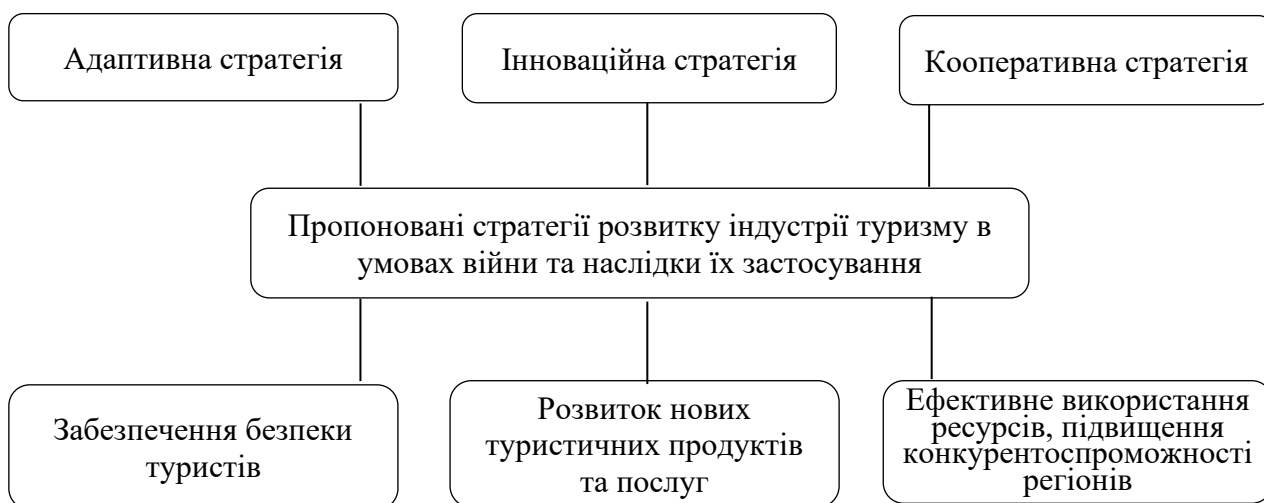 Адаптивна стратегія
Інноваційна стратегія
Кооперативна стратегія
Пропоновані стратегії розвитку індустрії туризму в
умовах війни та наслідки їх застосування
Забезпечення безпеки
туристів
Розвиток нових
туристичних продуктів
та послуг
Ефективне використання
ресурсів, підвищення
конкурентоспроможності
регіонів